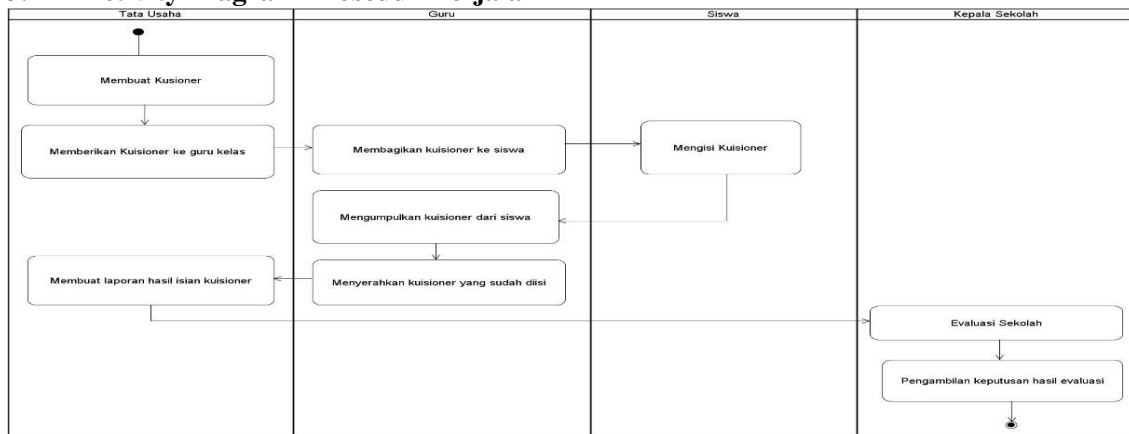 Tata Usaha
Guru
Siswa
Kepala Sekolah
Membuat Kusioner
Memberikan Kuisioner ke guru kelas
Membagikan kuisioner ke siswa
Mengisi Kuisioner
Mengumpulkan kuisioner dari siswa
Membuat laporan hasil isian kuisioner
Menyerahkan kuisioner yang sudah diisi
Evaluasi Sekolah
Pengambilan keputusan hasil evaluasi